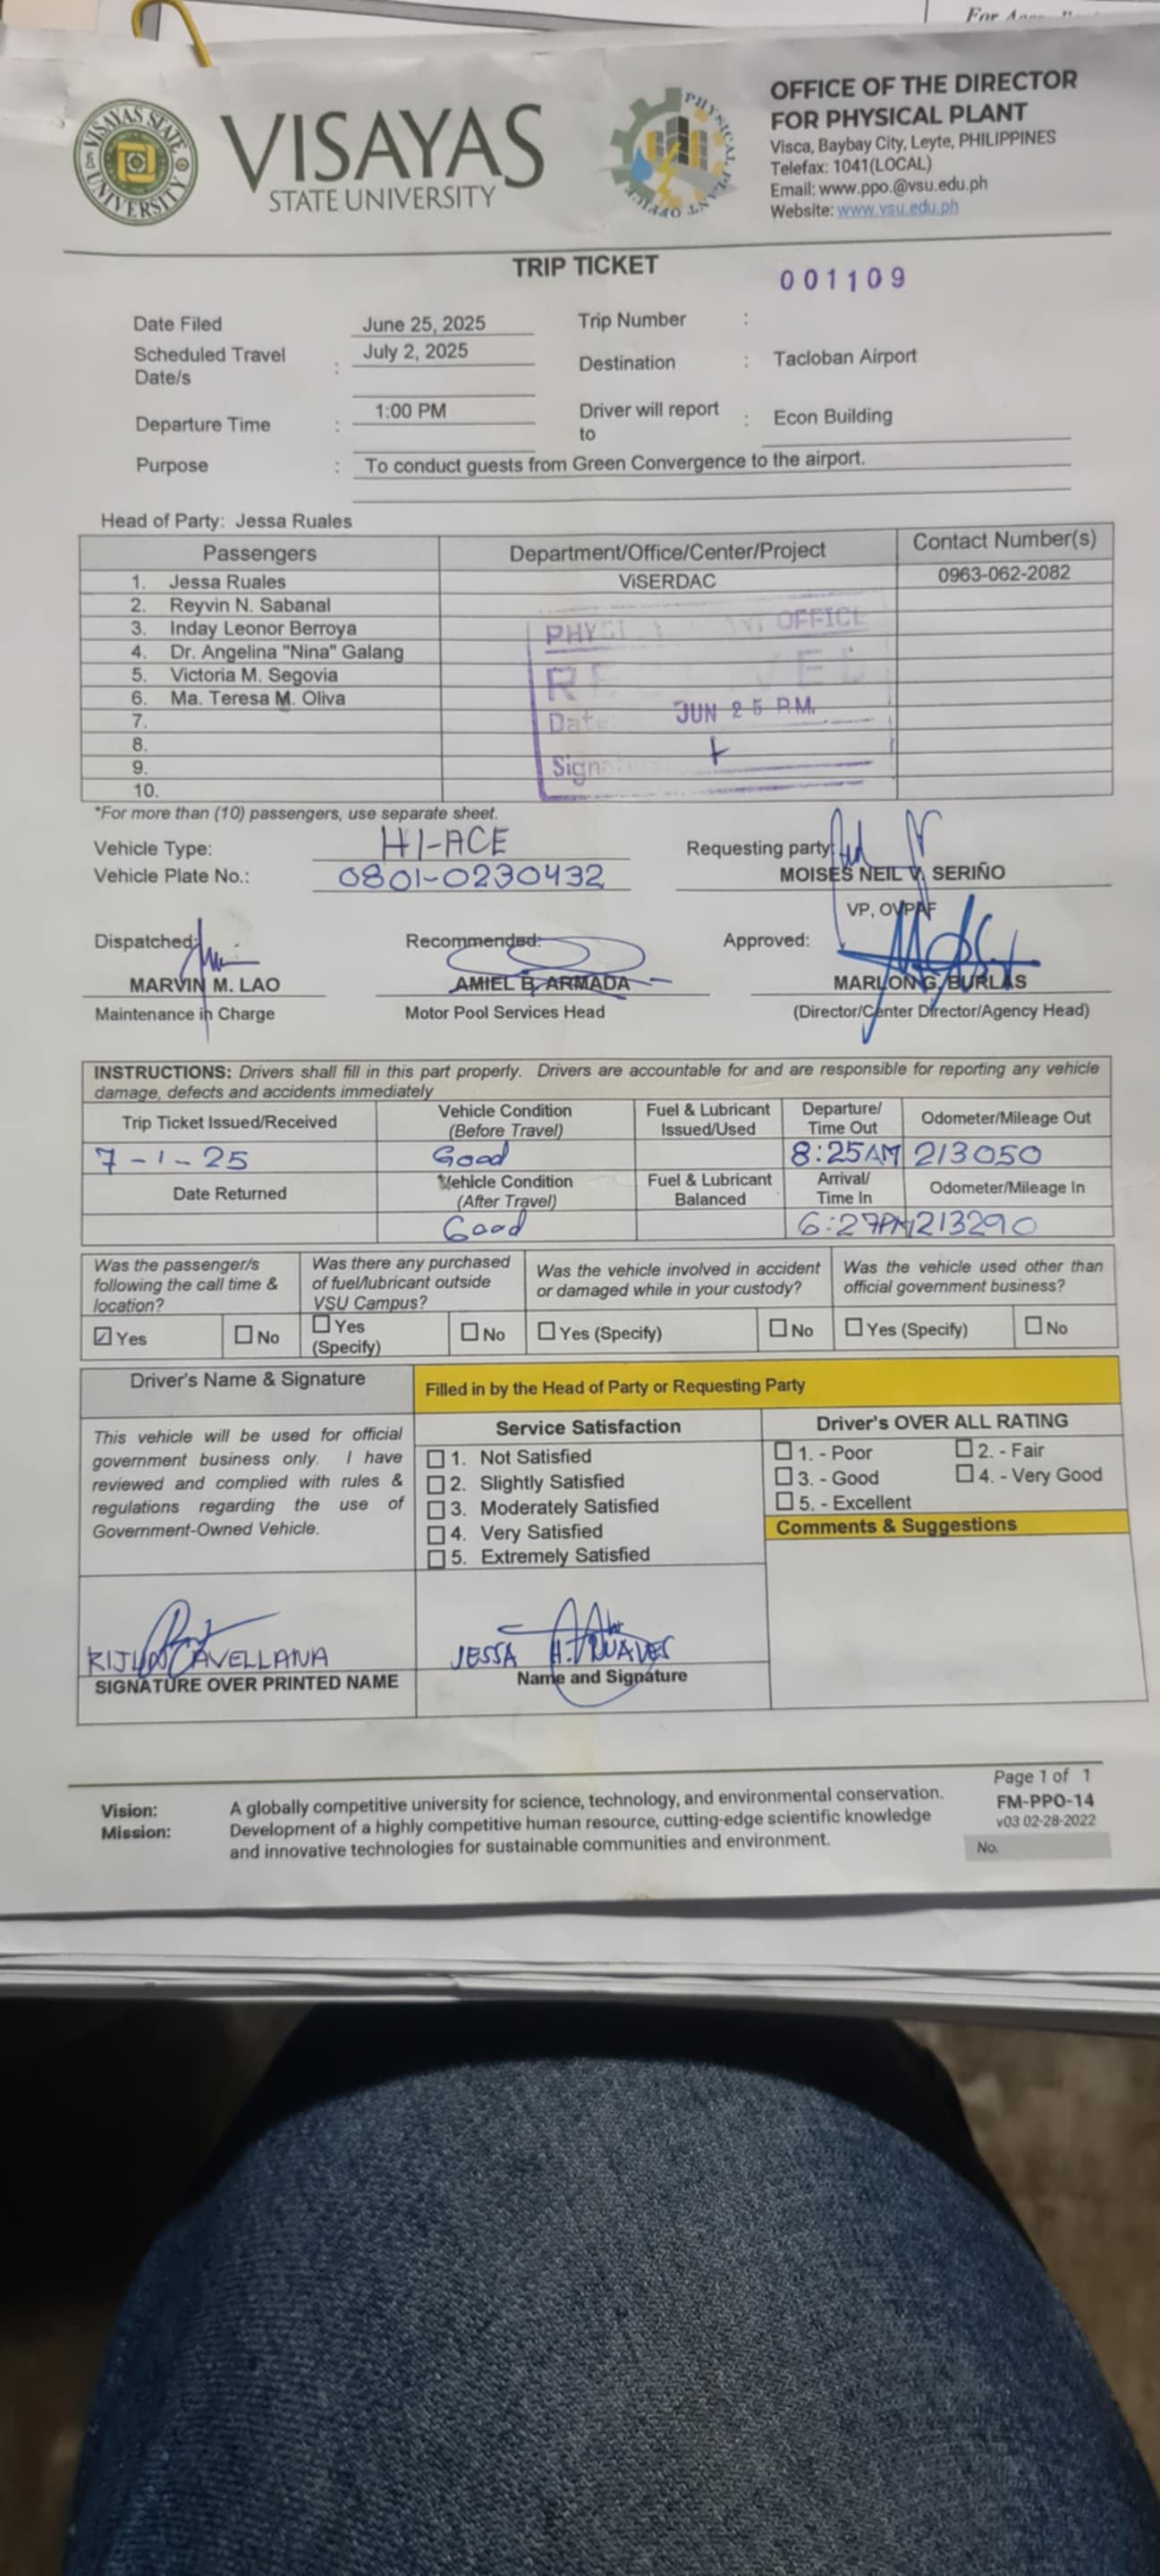 For
VISAYAS STATE UNIVERSITY
VISAYAS
STATE UNIVERSITY
PHYSICAL PLANT OFFICE
OFFICE OF THE DIRECTOR
FOR PHYSICAL PLANT
Visca, Baybay City, Leyte, PHILIPPINES
Telefax: 1041(LOCAL)
Email: www.ppo.@vsu.edu.ph
Website: www.vsu.edu.ph
TRIP TICKET
001109
Date Filed June 25, 2025 Trip Number :
Scheduled Travel Date/s : July 2, 2025 Destination : Tacloban Airport
Departure Time : 1:00 PM Driver will report to : Econ Building
Purpose : To conduct guests from Green Convergence to the airport.
Head of Party: Jessa Ruales
Passengers Department/Office/Center/Project Contact Number(s)
1. Jessa Ruales ViSERDAC 0963-062-2082
2. Reyvin N. Sabanal
3. Inday Leonor Berroya
4. Dr. Angelina "Nina" Galang
5. Victoria M. Segovia
6. Ma. Teresa M. Oliva
7.
8.
9.
10.
OFFICE
Date JUN 25 P.M.
*For more than (10) passengers, use separate sheet.
Vehicle Type: HI-ACE Requesting party:
Vehicle Plate No.: 0801-0230432 MOISES NEIL V. SERIÑO
VP, OVPAF
Dispatched: Recommended: Approved:
MARVIN M. LAO AMIEL B. ARMADA MARLON G. BURLAS
Maintenance in Charge Motor Pool Services Head (Director/Center Director/Agency Head)
INSTRUCTIONS: Drivers shall fill in this part properly. Drivers are accountable for and are responsible for reporting any vehicle
damage, defects and accidents immediately
Trip Ticket Issued/Received Vehicle Condition (Before Travel) Fuel & Lubricant Issued/Used Departure/ Time Out Odometer/Mileage Out
7-1-25 Good 8:25AM 213050
Date Returned Vehicle Condition (After Travel) Fuel & Lubricant Balanced Arrival/ Time In Odometer/Mileage In
Good 6:27PM 213290
Was the passenger/s following the call time & location? Was there any purchased of fuel/lubricant outside VSU Campus? Was the vehicle involved in accident or damaged while in your custody? Was the vehicle used other than official government business?
☑ Yes ☐ No ☐ Yes (Specify) ☐ No ☐ Yes (Specify) ☐ No ☐ Yes (Specify) ☐ No
Driver's Name & Signature Filled in by the Head of Party or Requesting Party
This vehicle will be used for official
government business only. I have
reviewed and complied with rules &
regulations regarding the use of
Government-Owned Vehicle.
Service Satisfaction
☐ 1. Not Satisfied
☐ 2. Slightly Satisfied
☐ 3. Moderately Satisfied
☐ 4. Very Satisfied
☐ 5. Extremely Satisfied
Driver's OVER ALL RATING
☐ 1. - Poor ☐ 2. - Fair
☐ 3. - Good ☐ 4. - Very Good
☐ 5. - Excellent
Comments & Suggestions
AVELLANA
SIGNATURE OVER PRINTED NAME
JESSA
Name and Signature
Vision: A globally competitive university for science, technology, and environmental conservation.
Mission: Development of a highly competitive human resource, cutting-edge scientific knowledge
and innovative technologies for sustainable communities and environment.
Page 1 of 1
FM-PPO-14
v03 02-28-2022
No.